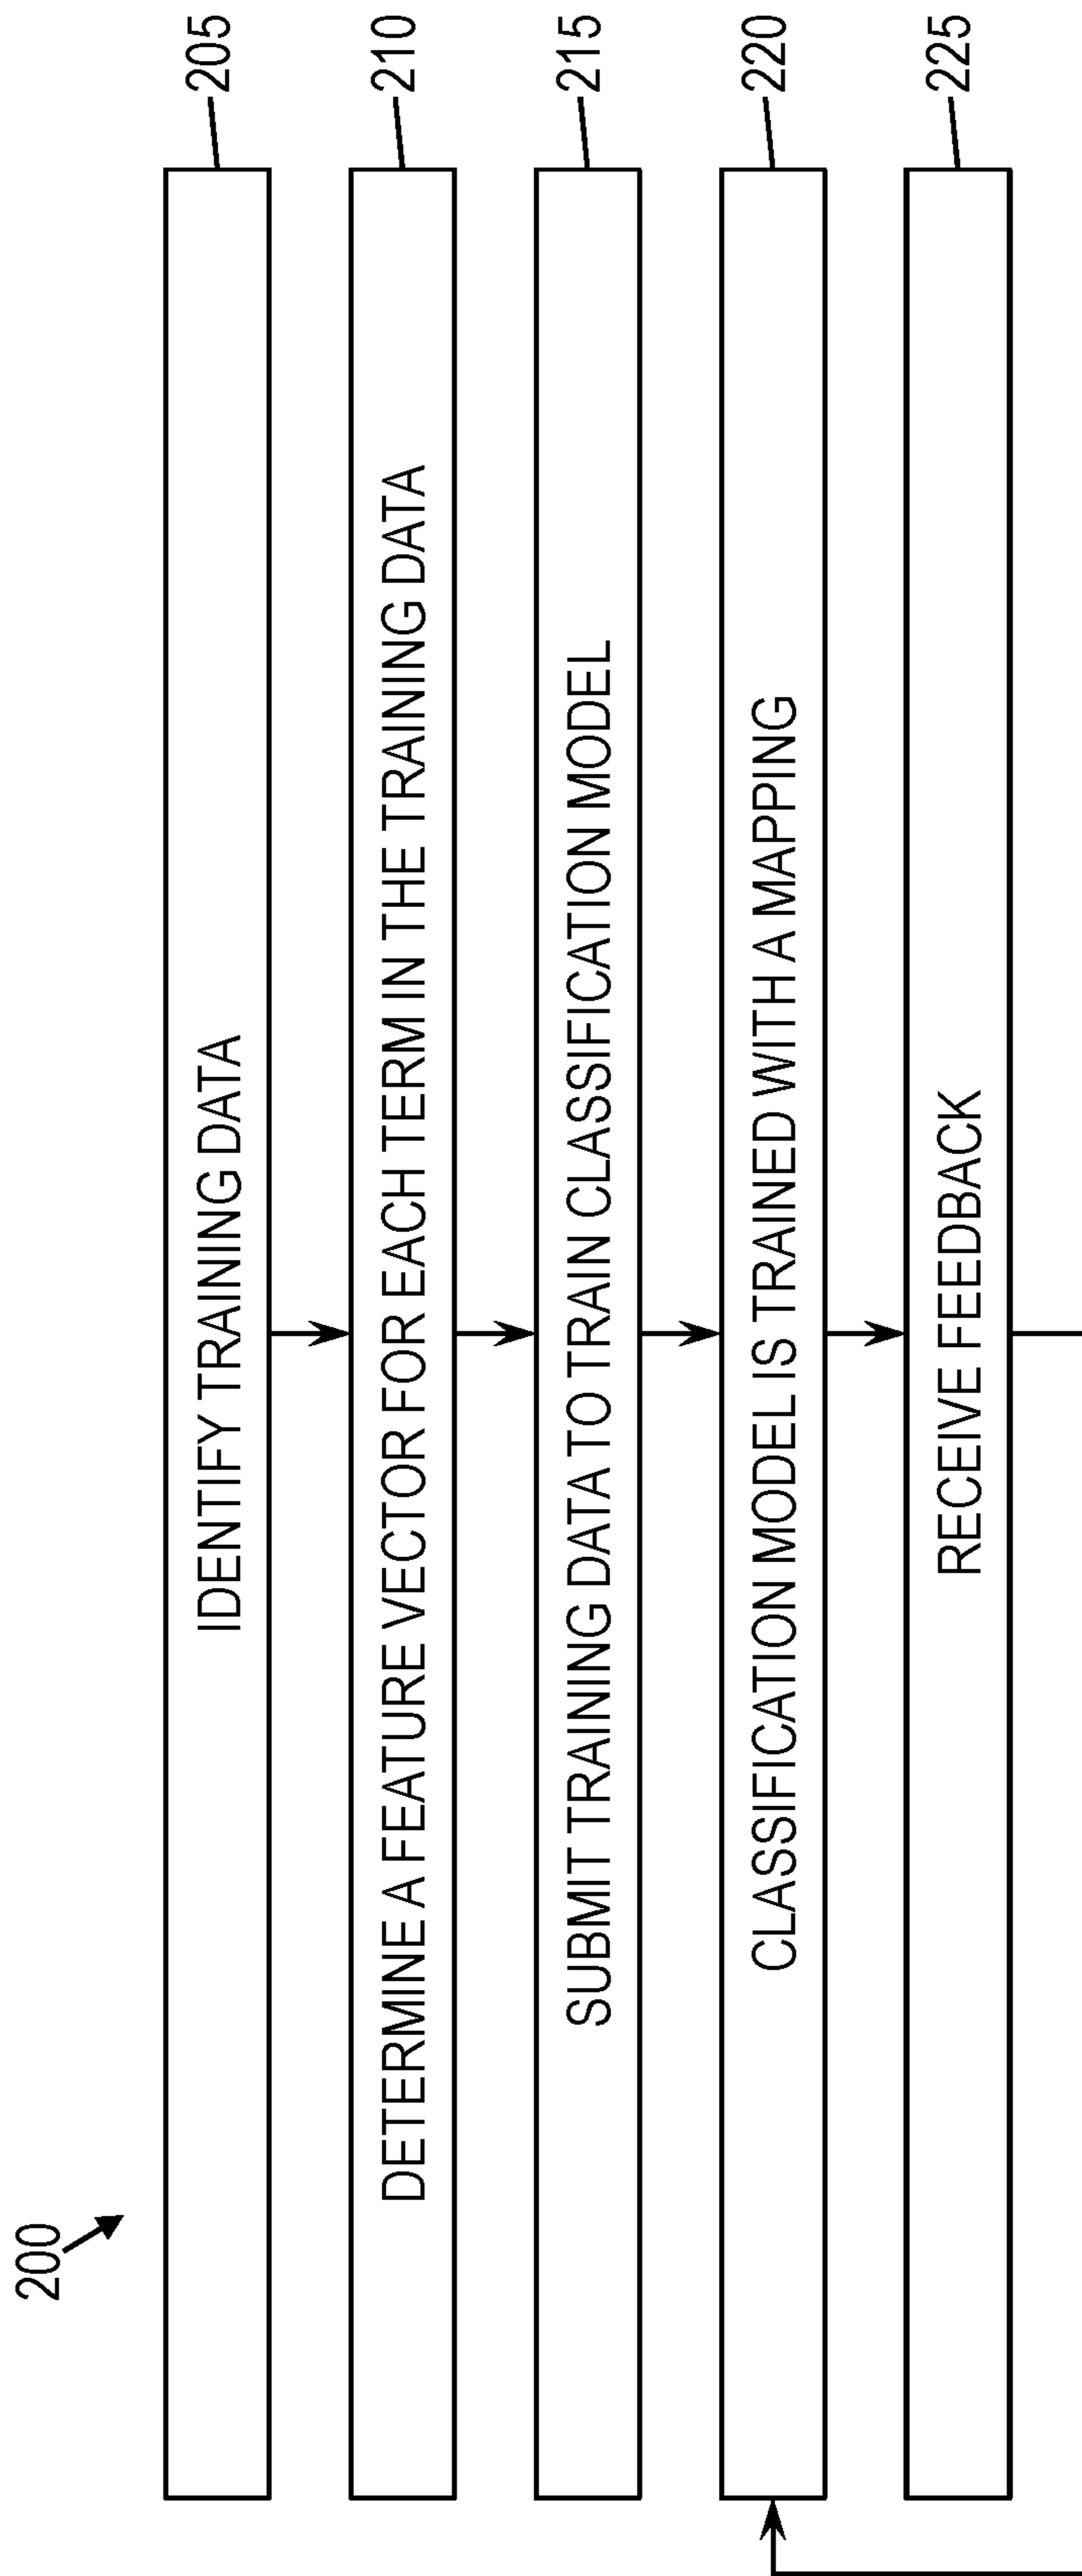 200
IDENTIFY TRAINING DATA
205
DETERMINE A FEATURE VECTOR FOR EACH TERM IN THE TRAINING DATA
210
SUBMIT TRAINING DATA TO TRAIN CLASSIFICATION MODEL
215
CLASSIFICATION MODEL IS TRAINED WITH A MAPPING
220
RECEIVE FEEDBACK
225